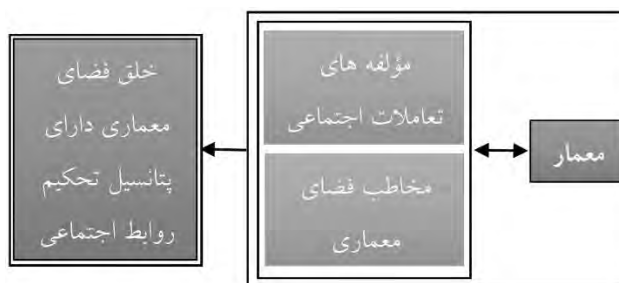 معمار
مؤلفه های
تعاملات اجتماعی
مخاطب فضای
معماری
خلق فضای
معماری دارای
پتانسیل تحکیم
روابط اجتماعی